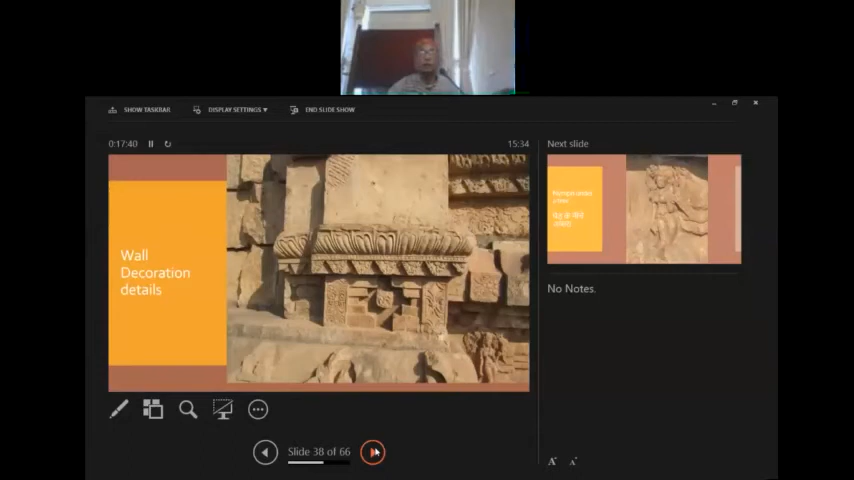 SHOW TASKBAR
DISPLAY SETTINGS ▼
END SLIDE SHOW
0:17:40
15:34
Next slide
Wall
Decoration
details
No Notes.
Slide 38 of 66
A A